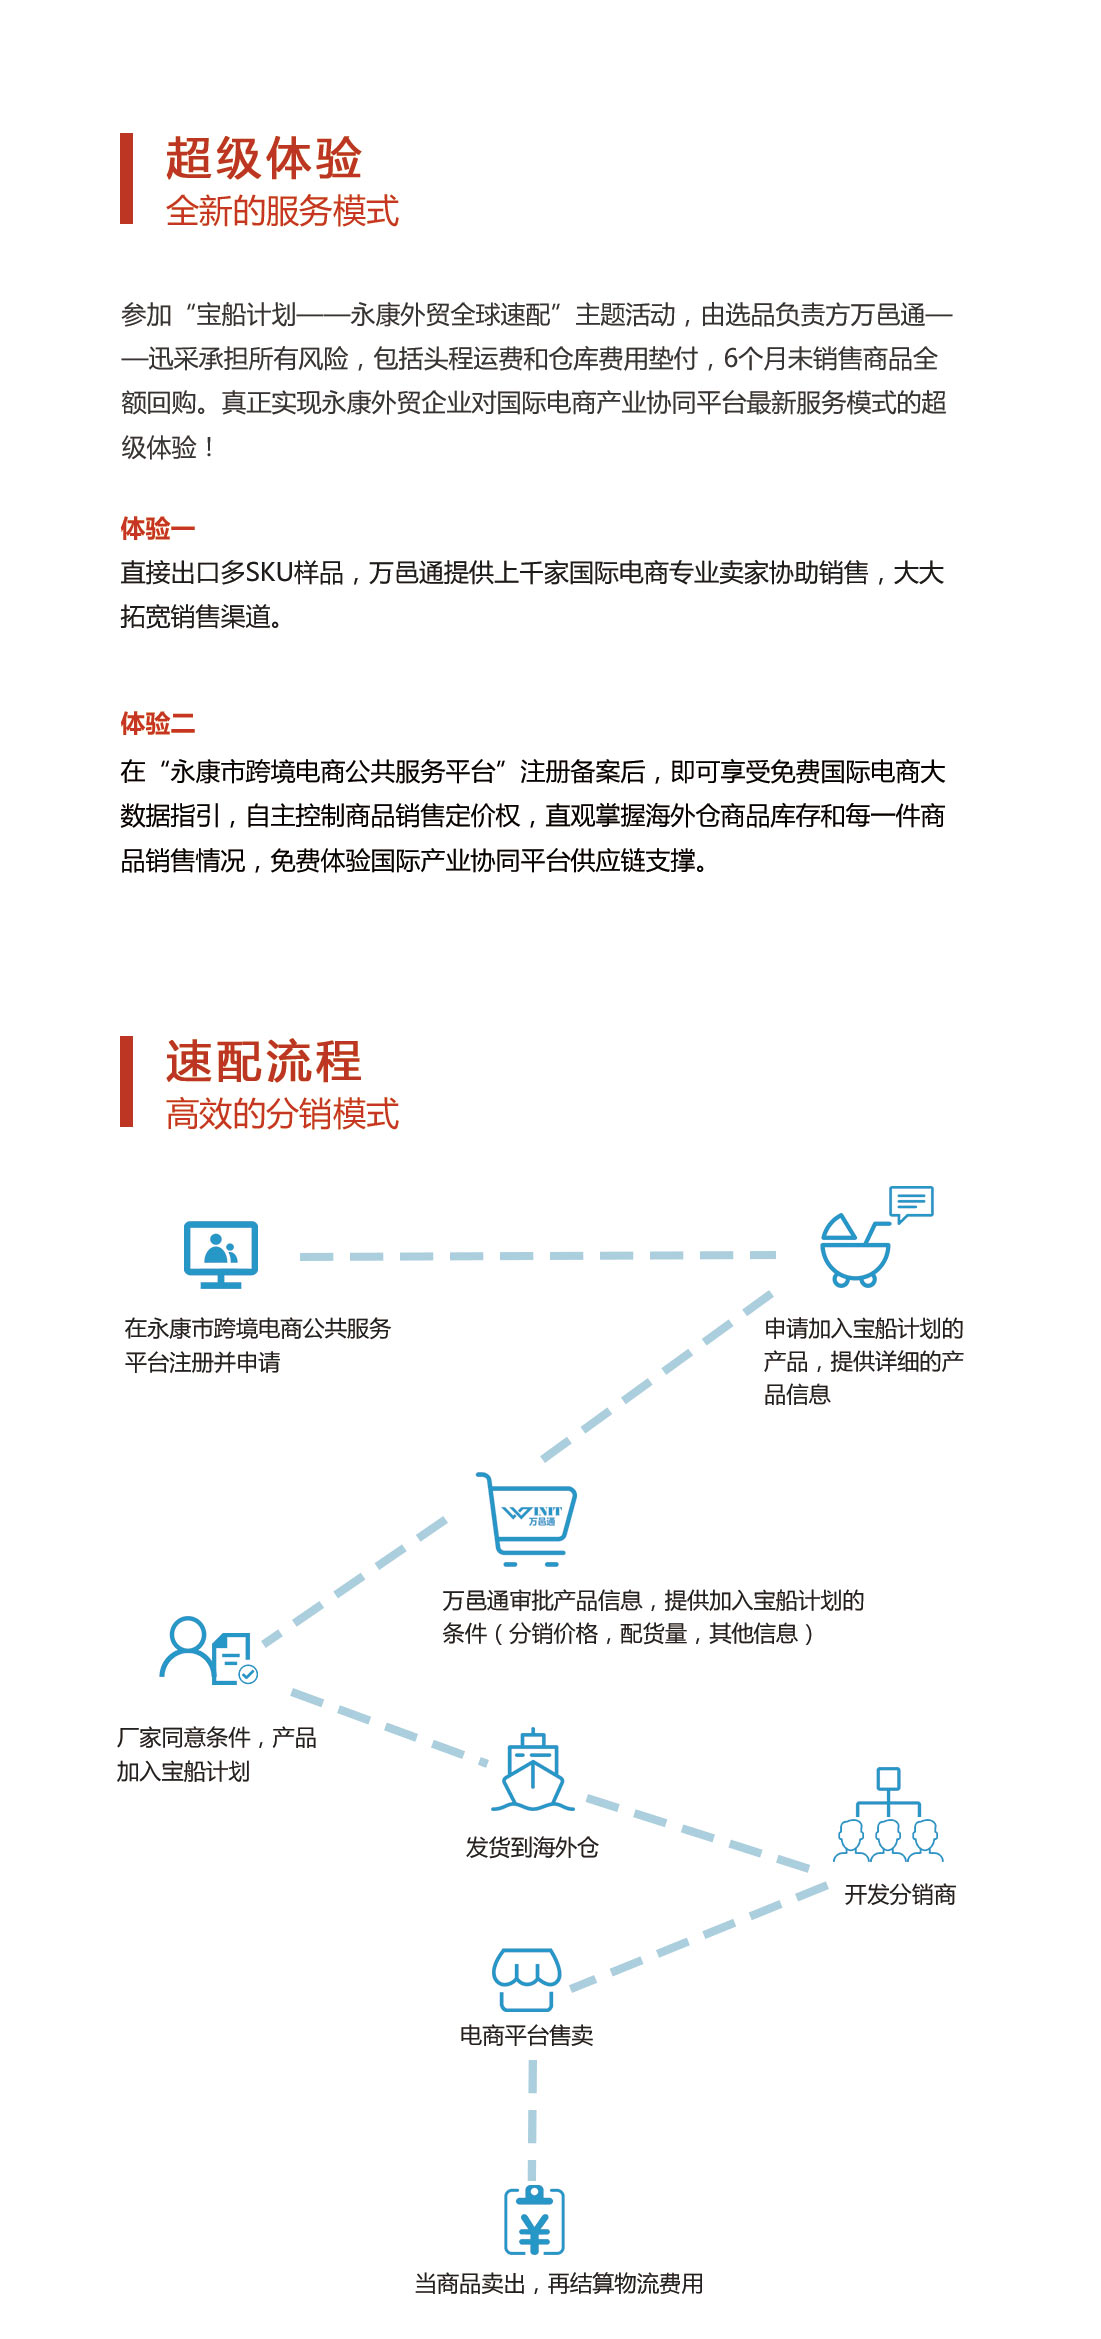 超级体验
全新的服务模式
参加“宝船计划——永康外贸全球速配”主题活动，由选品负责方万邑通—
—迅采承担所有风险，包括头程运费和仓库费用垫付，6个月未销售商品全
额回购。真正实现永康外贸企业对国际电商产业协同平台最新服务模式的超
级体验！
体验一
直接出口多SKU样品，万邑通提供上千家国际电商专业卖家协助销售，大大
拓宽销售渠道。
体验二
在“永康市跨境电商公共服务平台”注册备案后，即可享受免费国际电商大
数据指引，自主控制商品销售定价权，直观掌握海外仓商品库存和每一件商
品销售情况，免费体验国际产业协同平台供应链支撑。
速配流程
高效的分销模式
在永康市跨境电商公共服务
平台注册并申请
申请加入宝船计划的
产品，提供详细的产
品信息
WINIT
万邑通
万邑通审批产品信息，提供加入宝船计划的
条件（分销价格，配货量，其他信息）
厂家同意条件，产品
加入宝船计划
发货到海外仓
开发分销商
电商平台售卖
¥
当商品卖出，再结算物流费用